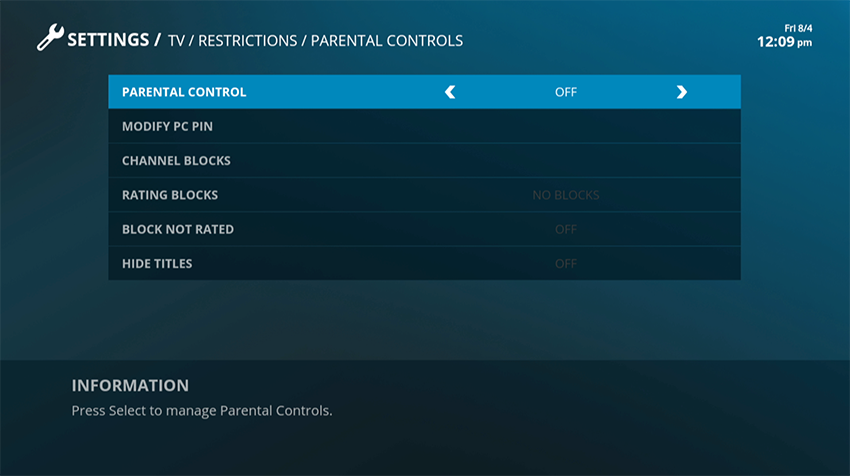 SETTINGS / TV / RESTRICTIONS / PARENTAL CONTROLS
Fri 8/4
12:09 pm
PARENTAL CONTROL OFF
MODIFY PC PIN
CHANNEL BLOCKS
RATING BLOCKS NO BLOCKS
BLOCK NOT RATED OFF
HIDE TITLES OFF
INFORMATION
Press Select to manage Parental Controls.